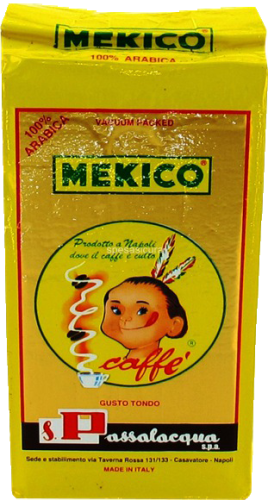 MEKICO®
100% ARABICA
VACUUM PACKED
100%
ARABICA
MEKICO®
Prodotto a Napoli
dove il caffè è culto
caffè
®
GUSTO TONDO
S. Passalacqua
s.p.a.
Sede e stabilimento via Taverna Rossa 131/133 - Casavatore - Napoli
MADE IN ITALY